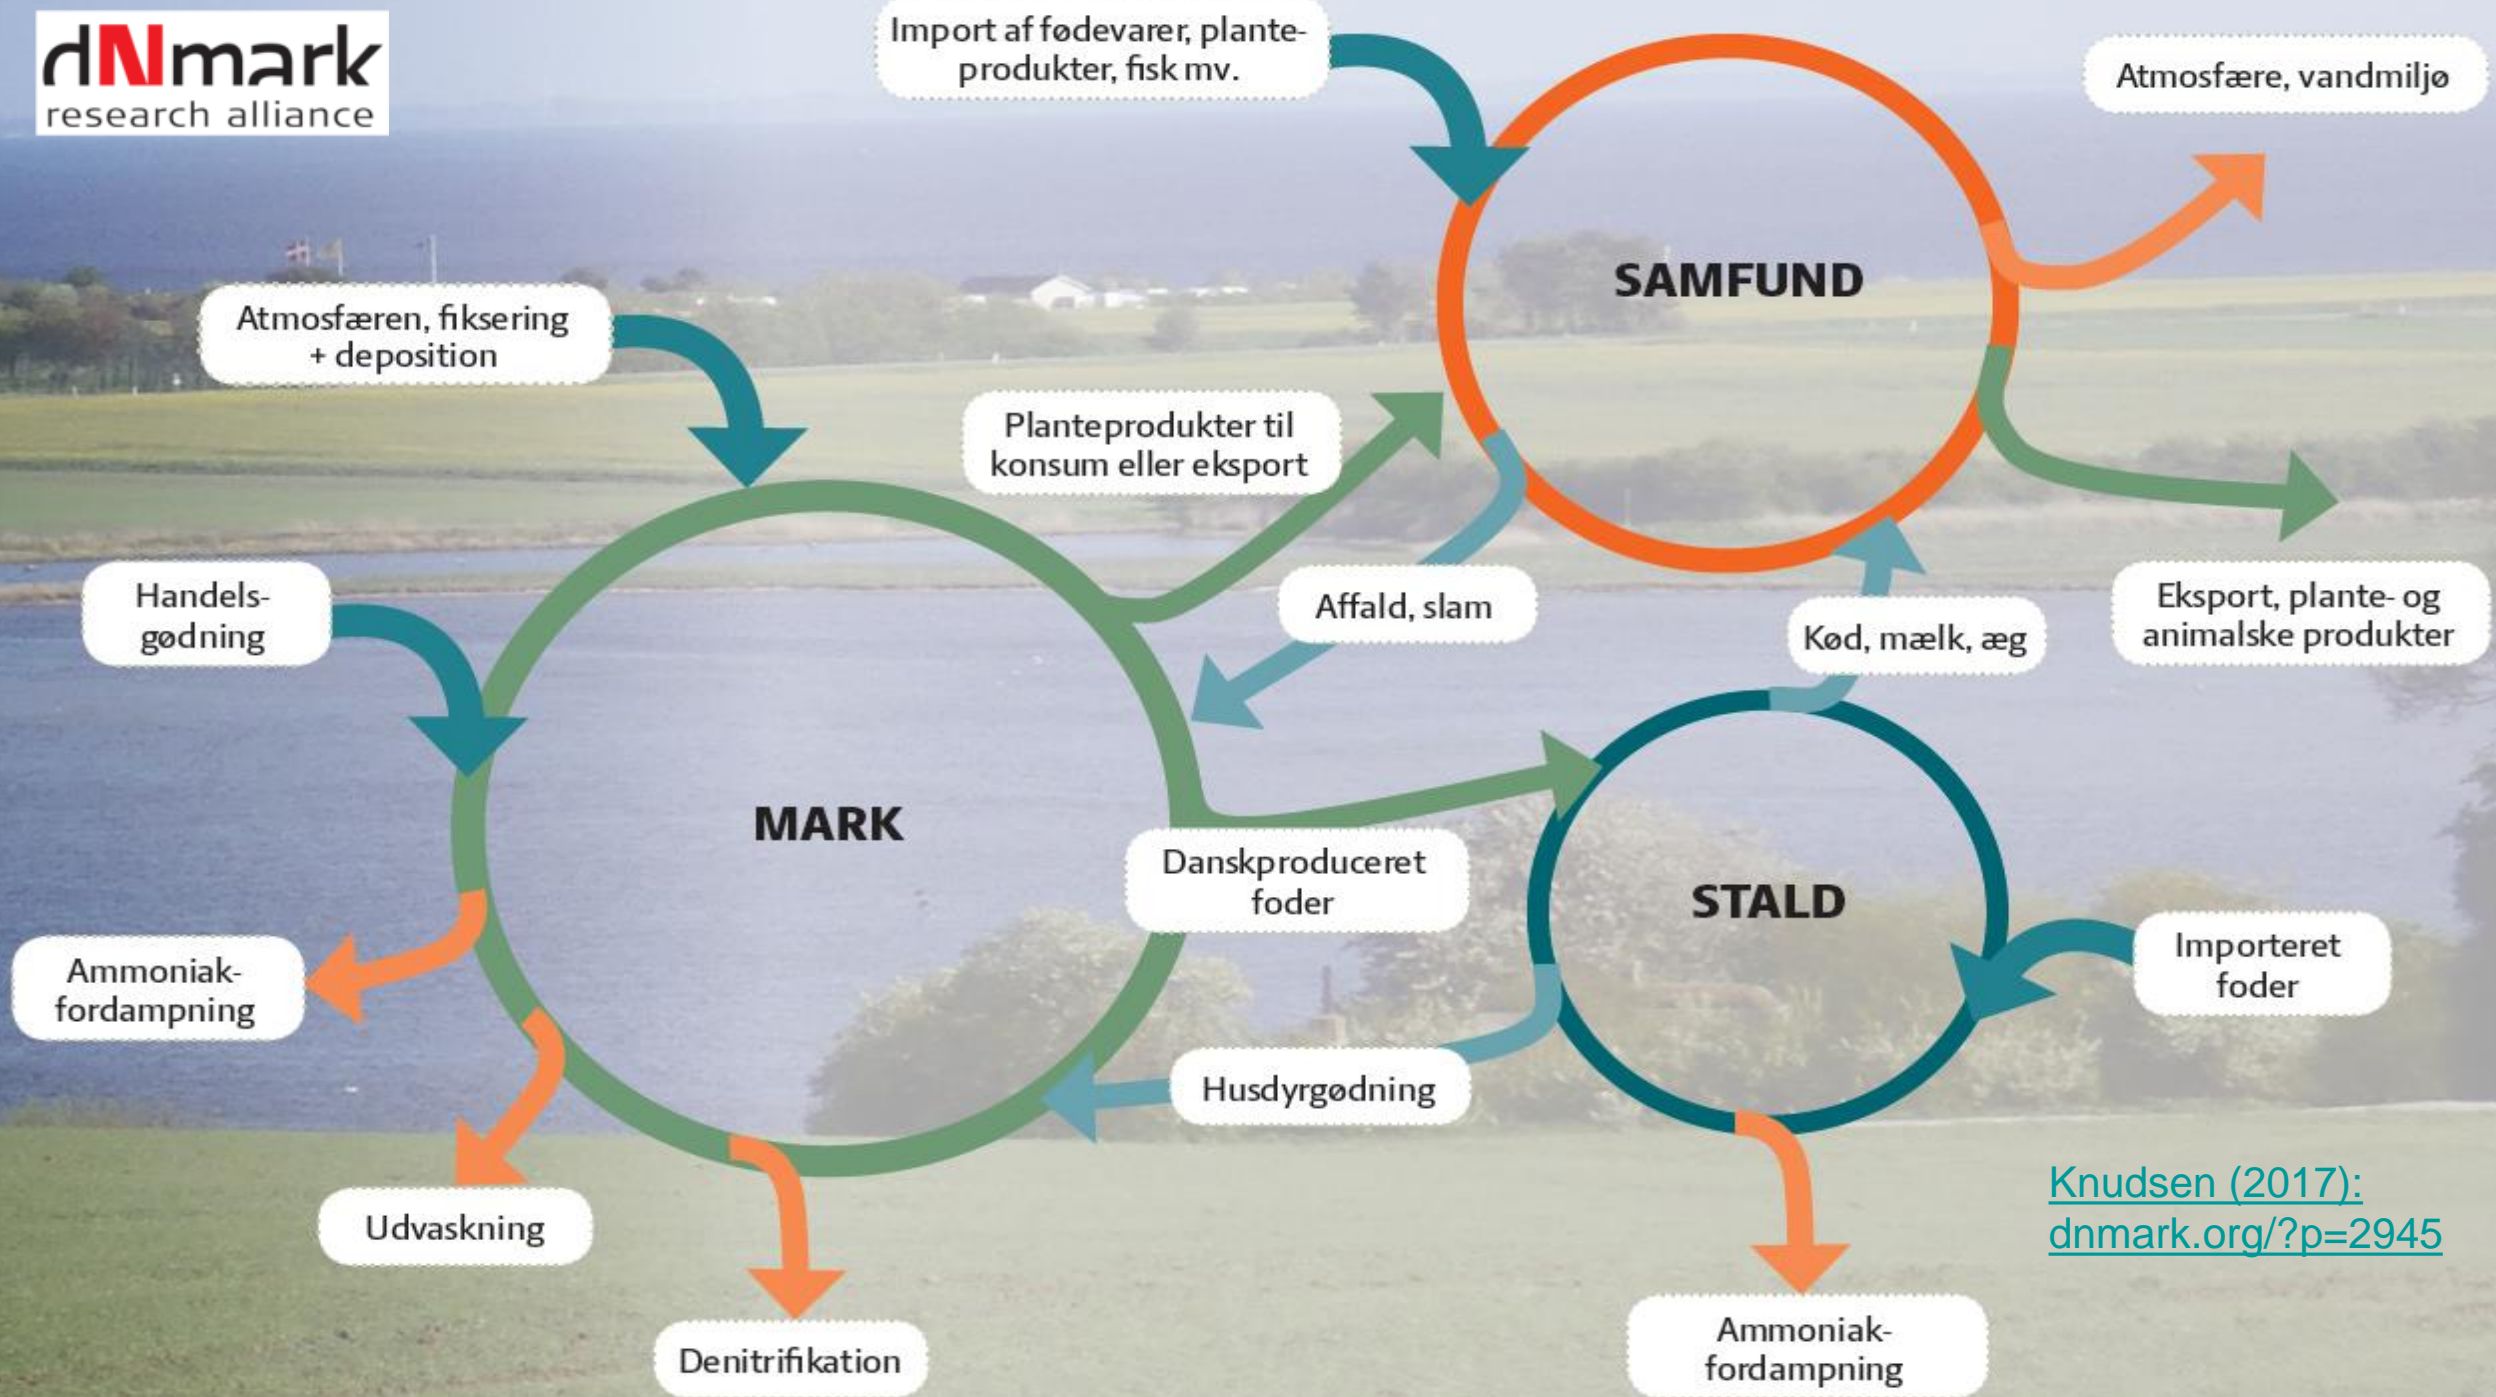 dNmark
research alliance
Import af fødevarer, plante-
produkter, fisk mv.
Atmosfære, vandmiljø
SAMFUND
Atmosfæren, fiksering
+ deposition
Planteprodukter til
konsum eller eksport
Handels-
gødning
Affald, slam
Kød, mælk, æg
Eksport, plante- og
animalske produkter
MARK
Danskproduceret
foder
STALD
Importeret
foder
Ammoniak-
fordampning
Husdyrgødning
Udvaskning
Knudsen (2017):
dnmark.org/?p=2945
Denitrifikation
Ammoniak-
fordampning